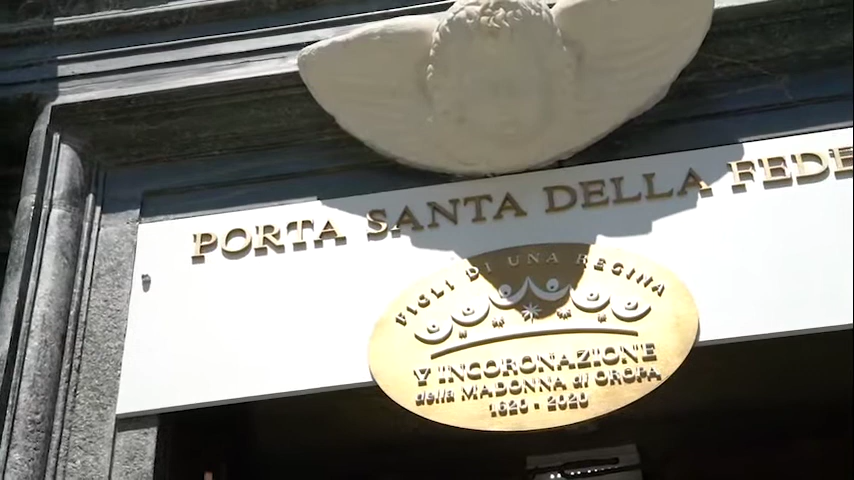 PORTA SANTA DELLA FEDE
FIGLI DI UNA REGINA
V INCORONAZIONE
della MADONNA di OROPA
1620 - 2020